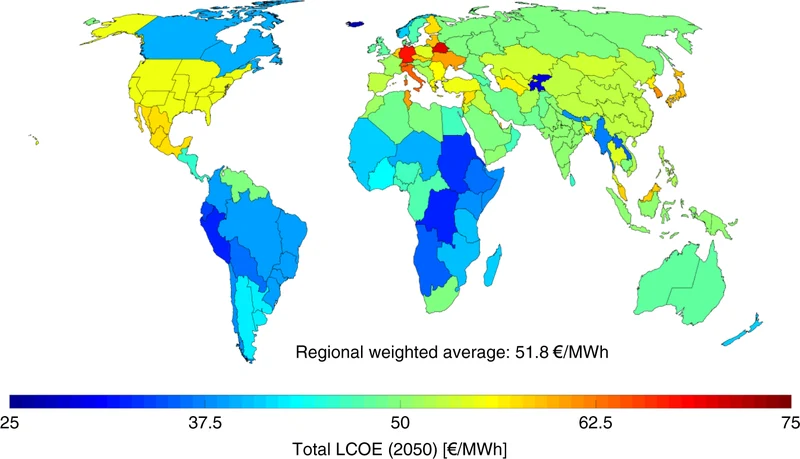 Regional weighted average: 51.8 €/MWh
25 37.5 50 62.5 75
Total LCOE (2050) [€/MWh]